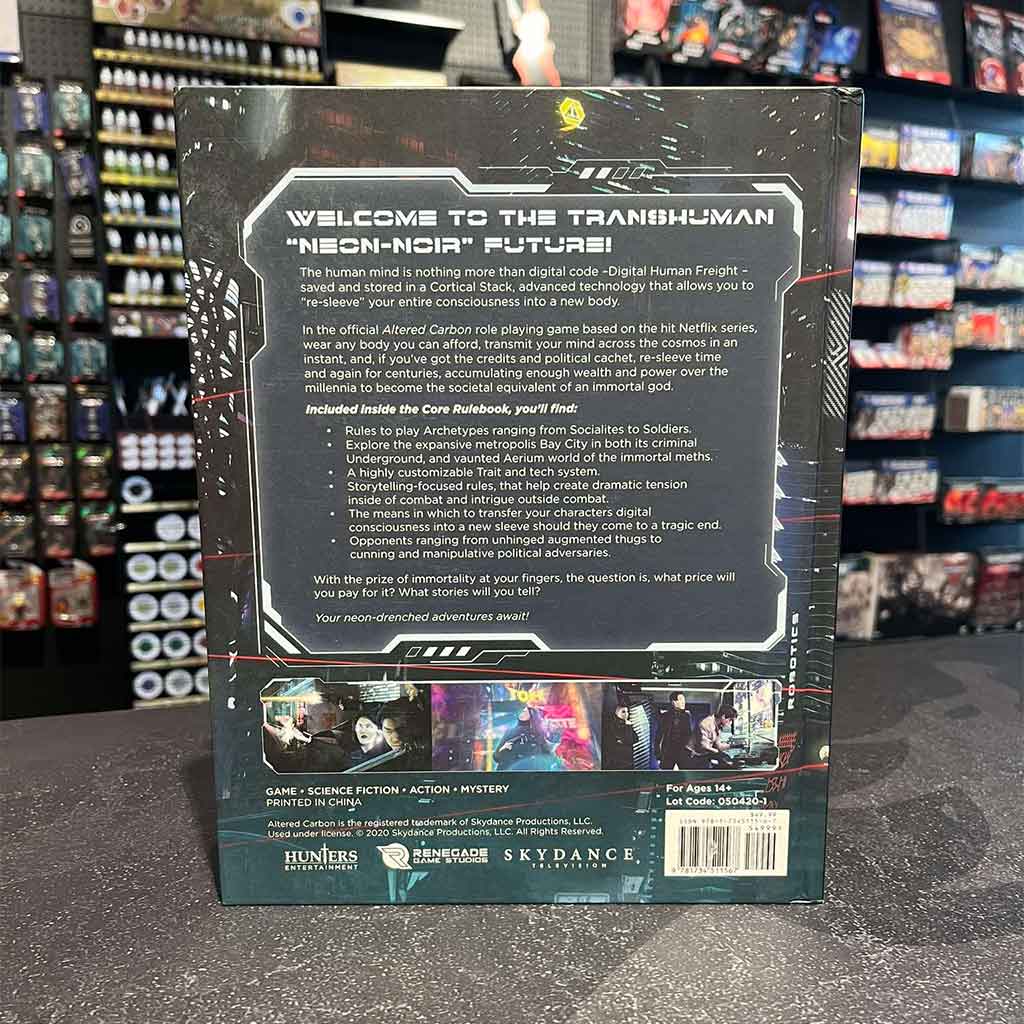 WELCOME TO THE TRANSHUMAN
"NEON-NOIR" FUTURE!
The human mind is nothing more than digital code –Digital Human Freight –
saved and stored in a Cortical Stack, advanced technology that allows you to
"re-sleeve" your entire consciousness into a new body.
In the official Altered Carbon role playing game based on the hit Netflix series,
wear any body you can afford, transmit your mind across the cosmos in an
instant, and, if you've got the credits and political cachet, re-sleeve time
and again for centuries, accumulating enough wealth and power over the
millennia to become the societal equivalent of an immortal god.
Included inside the Core Rulebook, you'll find:
• Rules to play Archetypes ranging from Socialites to Soldiers.
• Explore the expansive metropolis Bay City in both its criminal
Underground, and vaunted Aerium world of the immortal meths.
• A highly customizable Trait and tech system.
• Storytelling-focused rules, that help create dramatic tension
inside of combat and intrigue outside combat.
• The means in which to transfer your characters digital
consciousness into a new sleeve should they come to a tragic end.
• Opponents ranging from unhinged augmented thugs to
cunning and manipulative political adversaries.
With the prize of immortality at your fingers, the question is, what price will
you pay for it? What stories will you tell?
Your neon-drenched adventures await!
ROBOTICS
GAME • SCIENCE FICTION • ACTION • MYSTERY
PRINTED IN CHINA
For Ages 14+
Lot Code: 050420-1
Altered Carbon is the registered trademark of Skydance Productions, LLC.
Used under license. © 2020 Skydance Productions, LLC. All Rights Reserved.
HUNTERS
ENTERTAINMENT
RENEGADE
GAME STUDIOS
SKYDANCE
TELEVISION
$49.99
ISBN 978-1-7345115-6-7
54999>
9 781734 511567